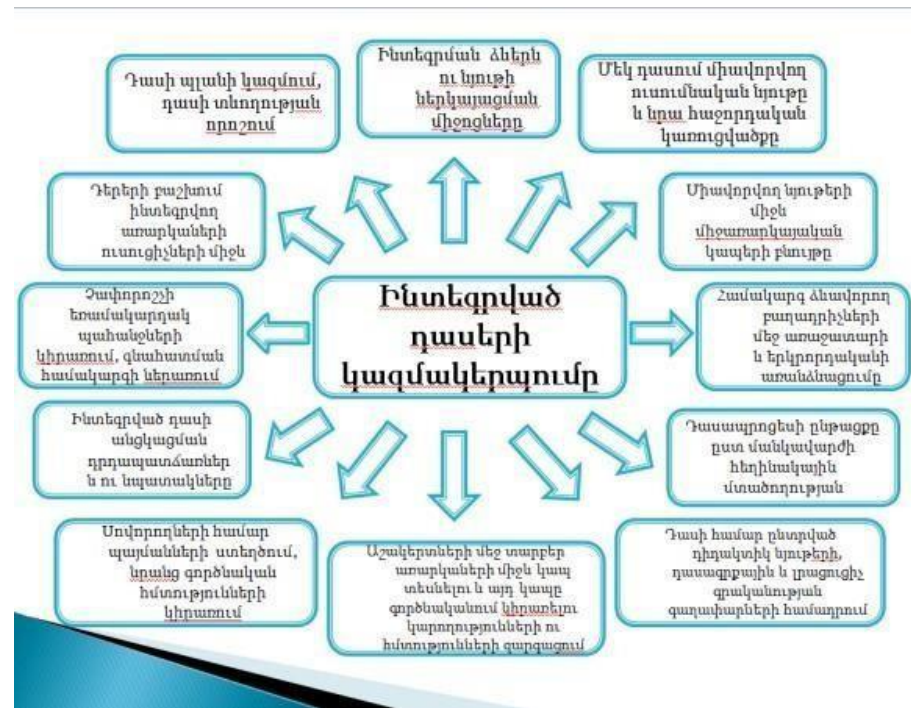 Դասի պլանի կազմում,
դասի տևողության
որոշում
Ինտեգրման ձևերն
ու նյութի
ներկայացման
միջոցները
Մեկ դասում միավորվող
ուսումնական նյութը
և նրա հաջորդական
կառուցվածքը
Դերերի բաշխում
ինտեգրվող
առարկաների
ուսուցիչների միջև
Միավորվող նյութերի
միջև
միջառարկայական
կապերի բնույթը
Չափորոշչի
եռամակարդակ
պահանջների
կիրառում, գնահատման
համակարգի ներառում
Ինտեգրված
դասերի
կազմակերպումը
Համակարգ ձևավորող
բաղադրիչների
մեջ առաջատարի
և երկրորդականի
առանձնացումը
Ինտեգրված դասի
անցկացման
դրդապատճառներ
ն ու նպատակները
Դասապրոցեսի ընթացքը
ըստ մանկավարժի
հեղինակային
մտածողության
Սովորողների համար
պայմանների ստեղծում,
նրանց գործնական
հմտությունների
կիրառում
Աշակերտների մեջ տարբեր
առարկաների միջև կապ
տեսնելու և այդ կապը
գործնականում կիրառելու
կարողությունների ու
հմտությունների զարգացում
Դասի համար ընտրված
դիդակտիկ նյութերի,
դասագրքային և լրացուցիչ
գրականության
գաղափարների համադրում